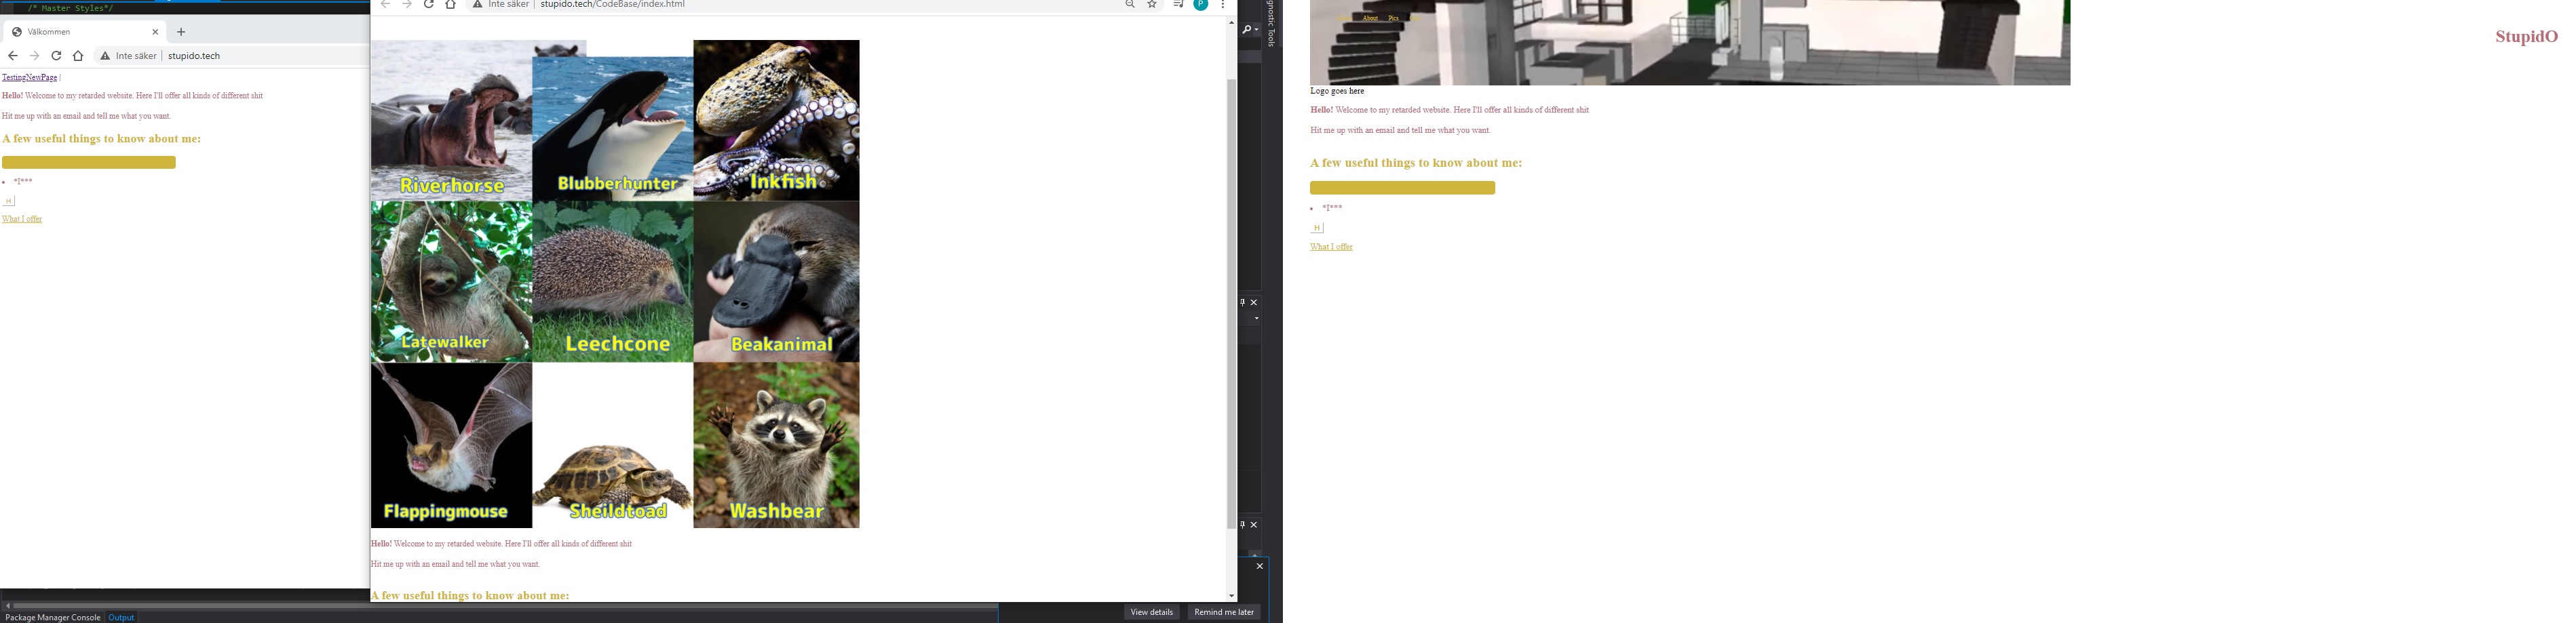 /* Master Styles*/
Välkommen
Inte säker
stupido.tech
TestingNewPage |
Hello! Welcome to my retarded website. Here I'll offer all kinds of different shit
Hit me up with an email and tell me what you want.
A few useful things to know about me:
*I***
H
What I offer
Package Manager Console
Output
Inte säker
stupido.tech/CodeBase/index.html
P
Riverhorse
Blubberhunter
Inkfish
Latewalker
Leechcone
Beakanimal
Flappingmouse
Sheildtoad
Washbear
Hello! Welcome to my retarded website. Here I'll offer all kinds of different shit
Hit me up with an email and tell me what you want.
A few useful things to know about me:
gnostic Tools
View details
Remind me later
About
Pics
StupidO
Logo goes here
Hello! Welcome to my retarded website. Here I'll offer all kinds of different shit
Hit me up with an email and tell me what you want.
A few useful things to know about me:
*I***
H
What I offer